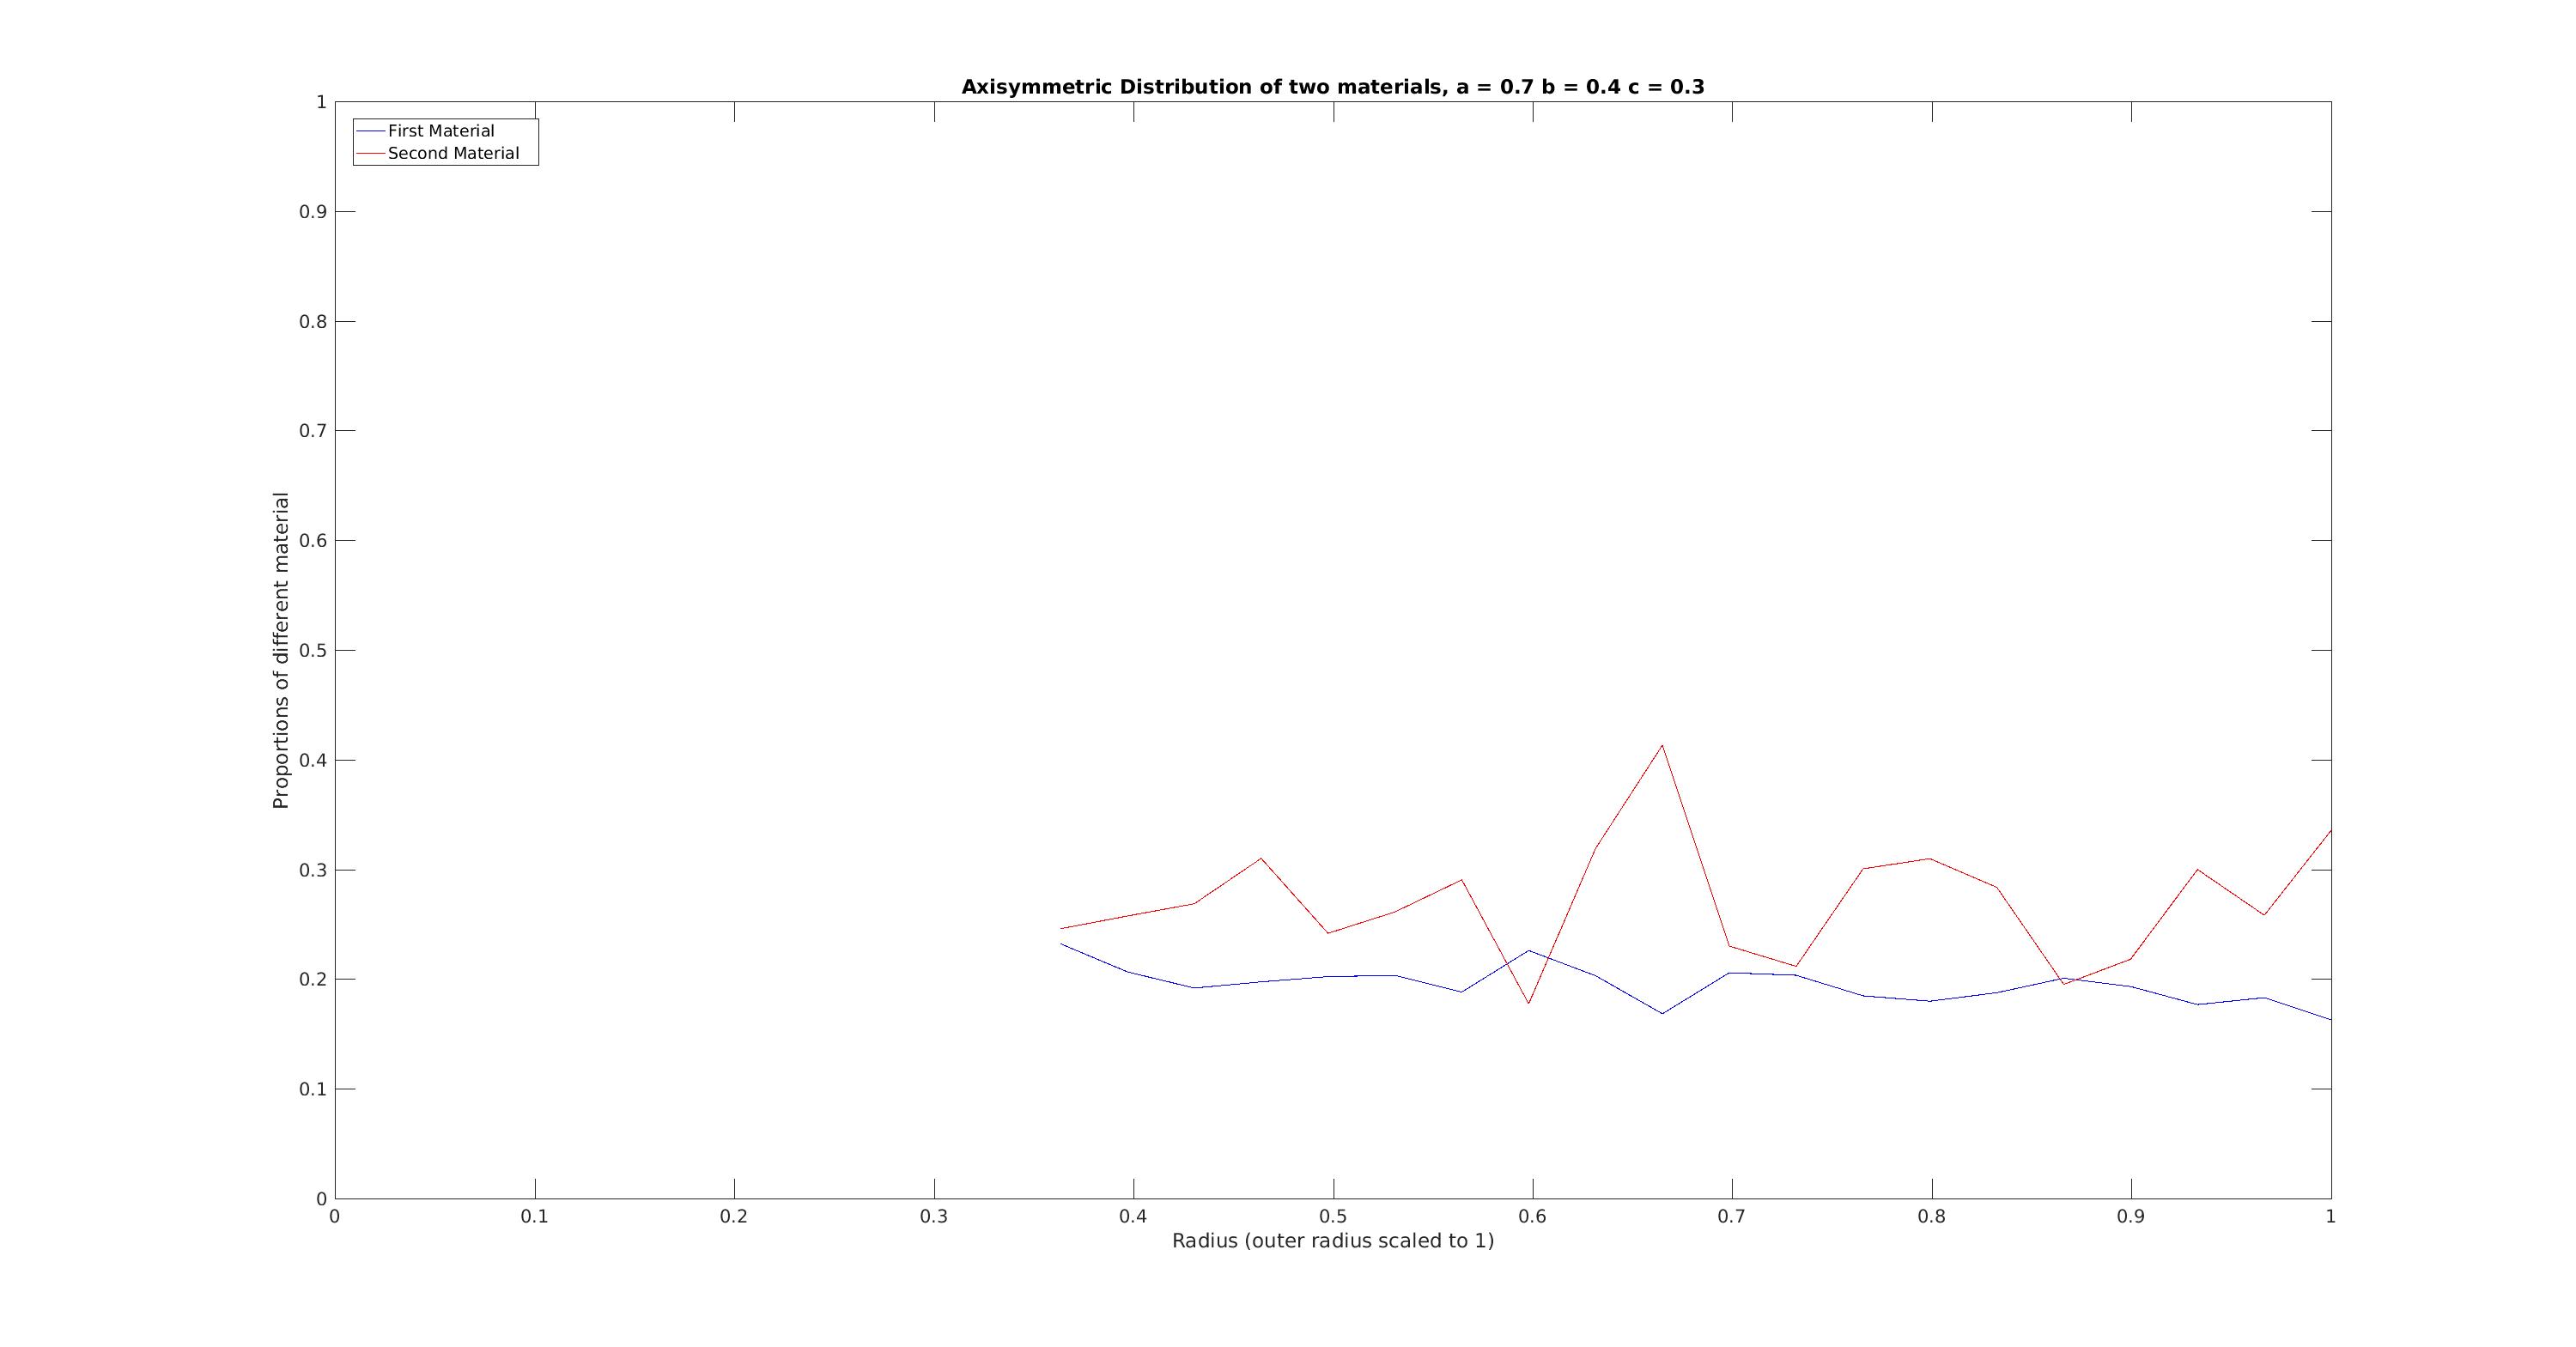 Axisymmetric Distribution of two materials, a = 0.7 b = 0.4 c = 0.3
First Material
Second Material
1
0.9
0.8
0.7
0.6
0.5
0.4
0.3
0.2
0.1
0
Proportions of different material
0 0.1 0.2 0.3 0.4 0.5 0.6 0.7 0.8 0.9 1
Radius (outer radius scaled to 1)